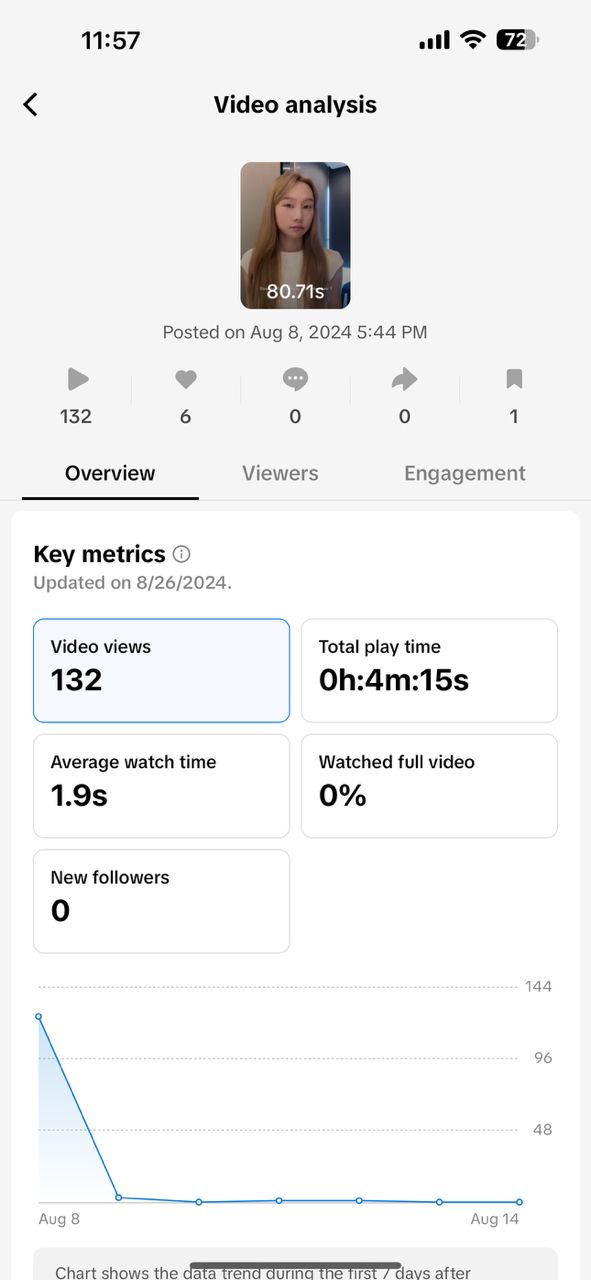 11:57
72
Video analysis
80.71s
Posted on Aug 8, 2024 5:44 PM
132 6 0 0 1
Overview Viewers Engagement
Key metrics
Updated on 8/26/2024.
Video views Total play time
132 0h:4m:15s
Average watch time Watched full video
1.9s 0%
New followers
0
144
96
48
Aug 8 Aug 14
Chart shows the data trend during the first 7 days after